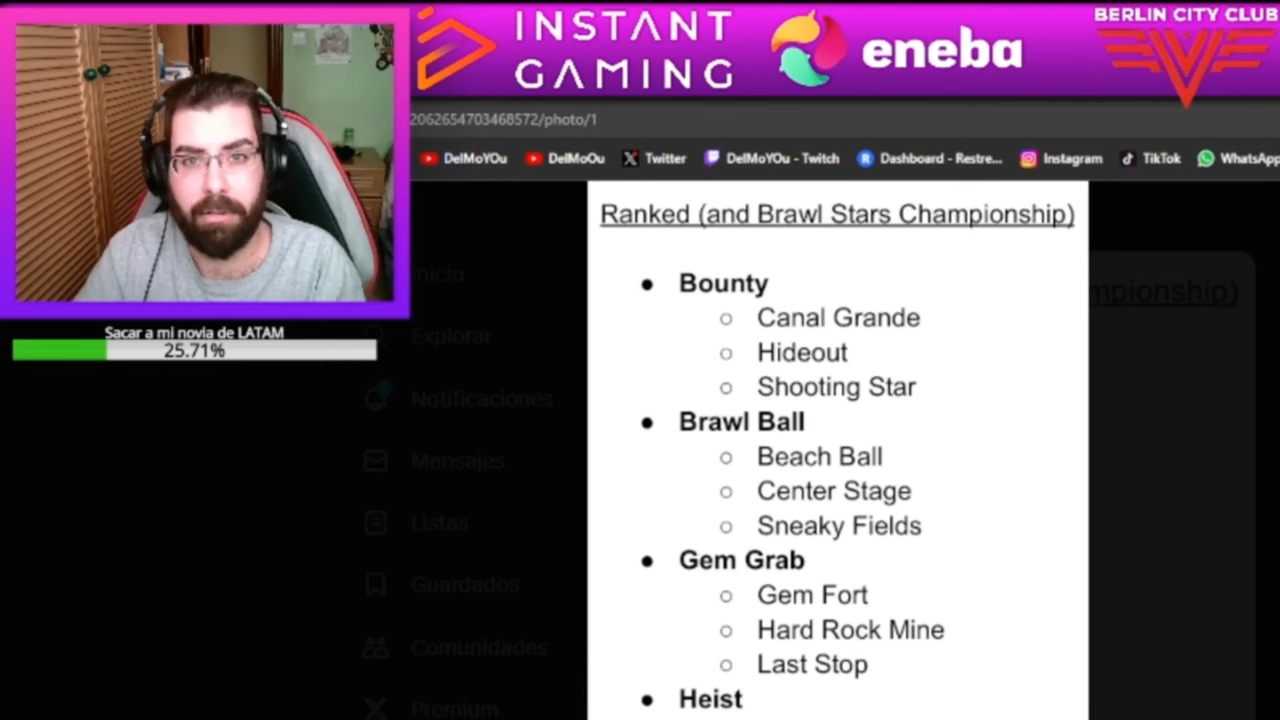 INSTANT GAMING
eneba
BERLIN CITY CLUB
2062654703468572/photo/1
DelMoYOu
DelMoOu
Twitter
DelMoYOu - Twitch
Dashboard - Restre...
Instagram
TikTok
WhatsApp
Sacar a mi novia de LATAM
25.71%
Inicio
Explorar
Notificaciones
Mensajes
Listas
Guardados
Comunidades
Premium
Ranked (and Brawl Stars Championship)
Bounty
Canal Grande
Hideout
Shooting Star
Brawl Ball
Beach Ball
Center Stage
Sneaky Fields
Gem Grab
Gem Fort
Hard Rock Mine
Last Stop
Heist
mpionship)